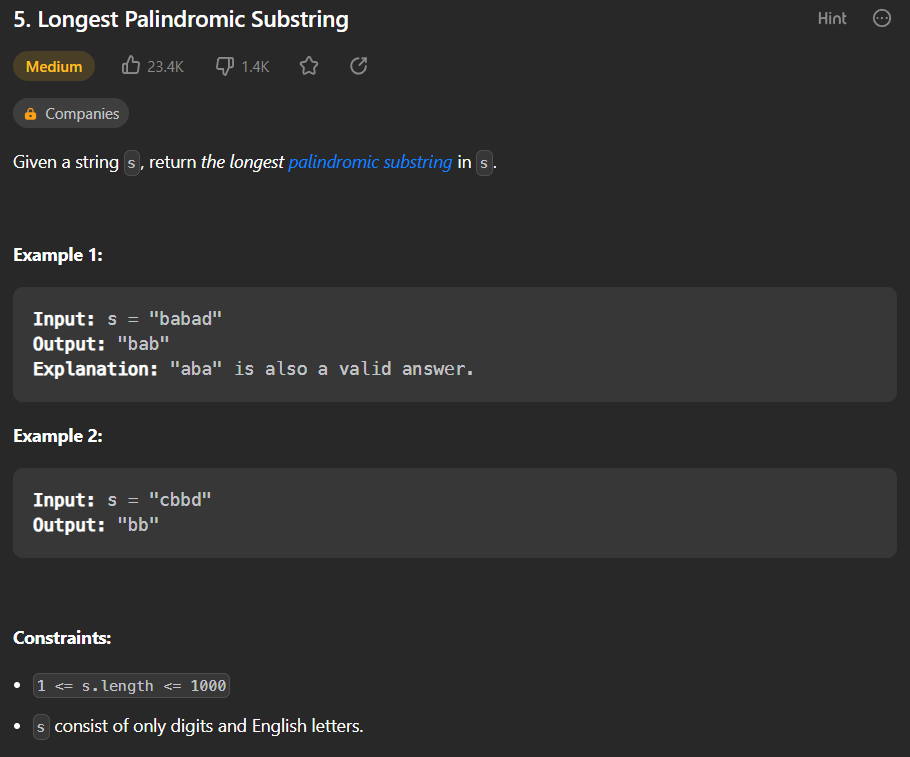 5. Longest Palindromic Substring
Hint
Medium
23.4K
1.4K
Companies
Given a string s, return the longest palindromic substring in s.
Example 1:
Input: s = "babad"
Output: "bab"
Explanation: "aba" is also a valid answer.
Example 2:
Input: s = "cbbd"
Output: "bb"
Constraints:
• 1 <= s.length <= 1000
• s consist of only digits and English letters.